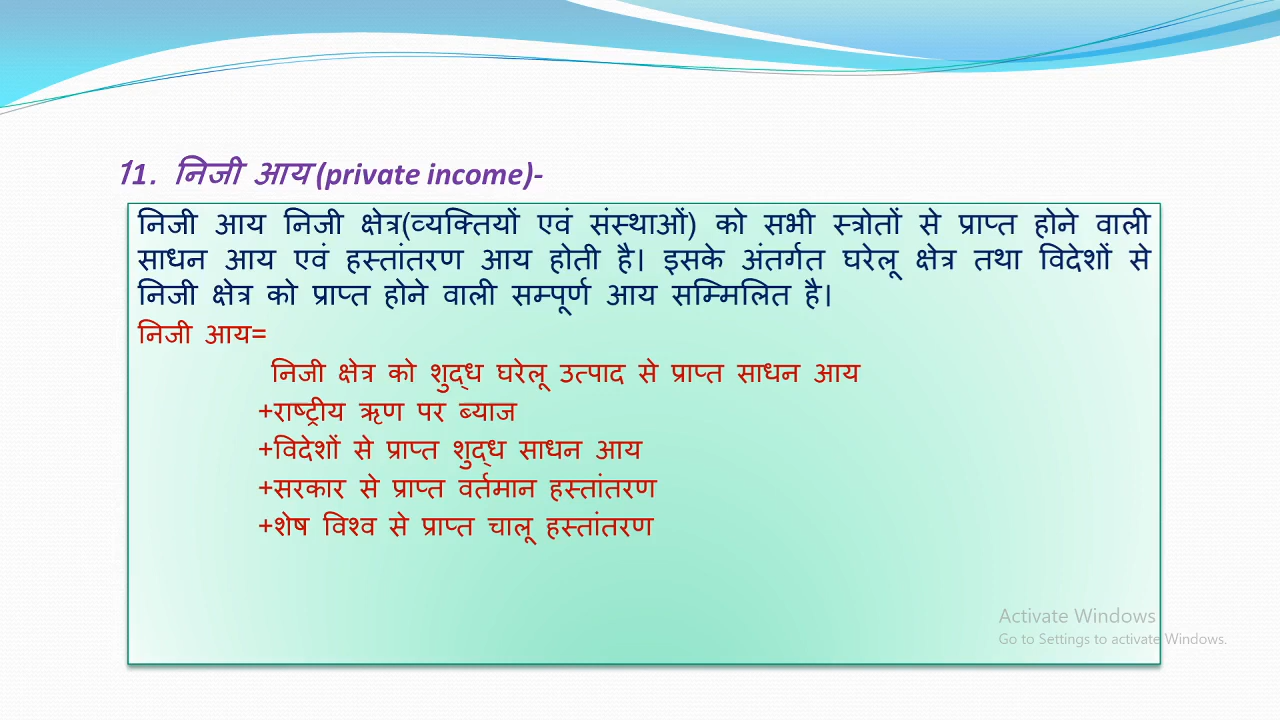 11. निजी आय (private income)-
निजी आय निजी क्षेत्र(व्यक्तियों एवं संस्थाओं) को सभी स्त्रोतों से प्राप्त होने वाली
साधन आय एवं हस्तांतरण आय होती है। इसके अंतर्गत घरेलू क्षेत्र तथा विदेशों से
निजी क्षेत्र को प्राप्त होने वाली सम्पूर्ण आय सम्मिलित है।
निजी आय=
निजी क्षेत्र को शुद्ध घरेलू उत्पाद से प्राप्त साधन आय
+राष्ट्रीय ऋण पर ब्याज
+विदेशों से प्राप्त शुद्ध साधन आय
+सरकार से प्राप्त वर्तमान हस्तांतरण
+शेष विश्व से प्राप्त चालू हस्तांतरण
Activate Windows
Go to Settings to activate Windows.